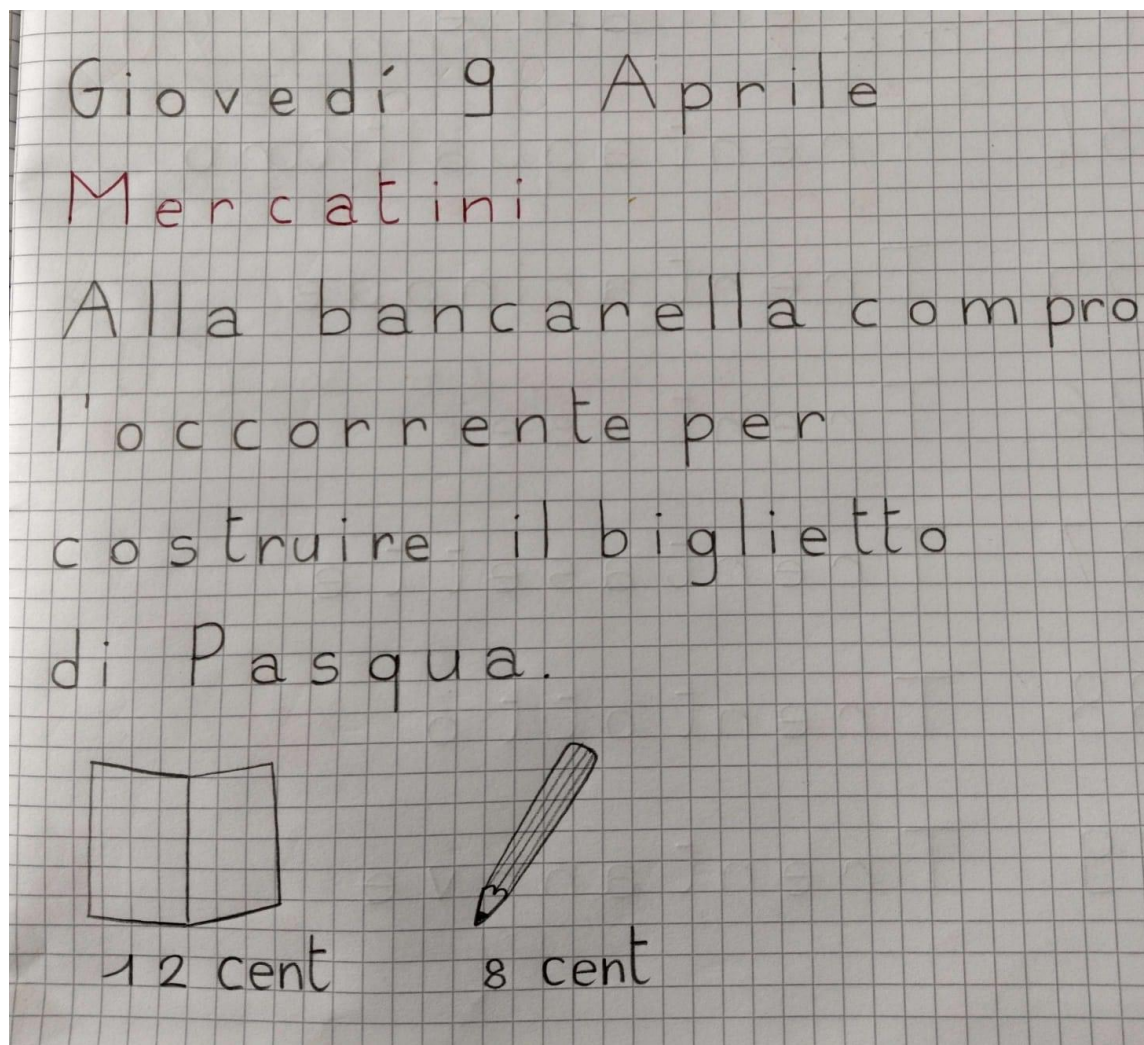 Giovedí 9 Aprile
Mercatini
Alla bancarella compro
l'occorrente per
costruire il biglietto
di Pasqua.
12 cent 8 cent